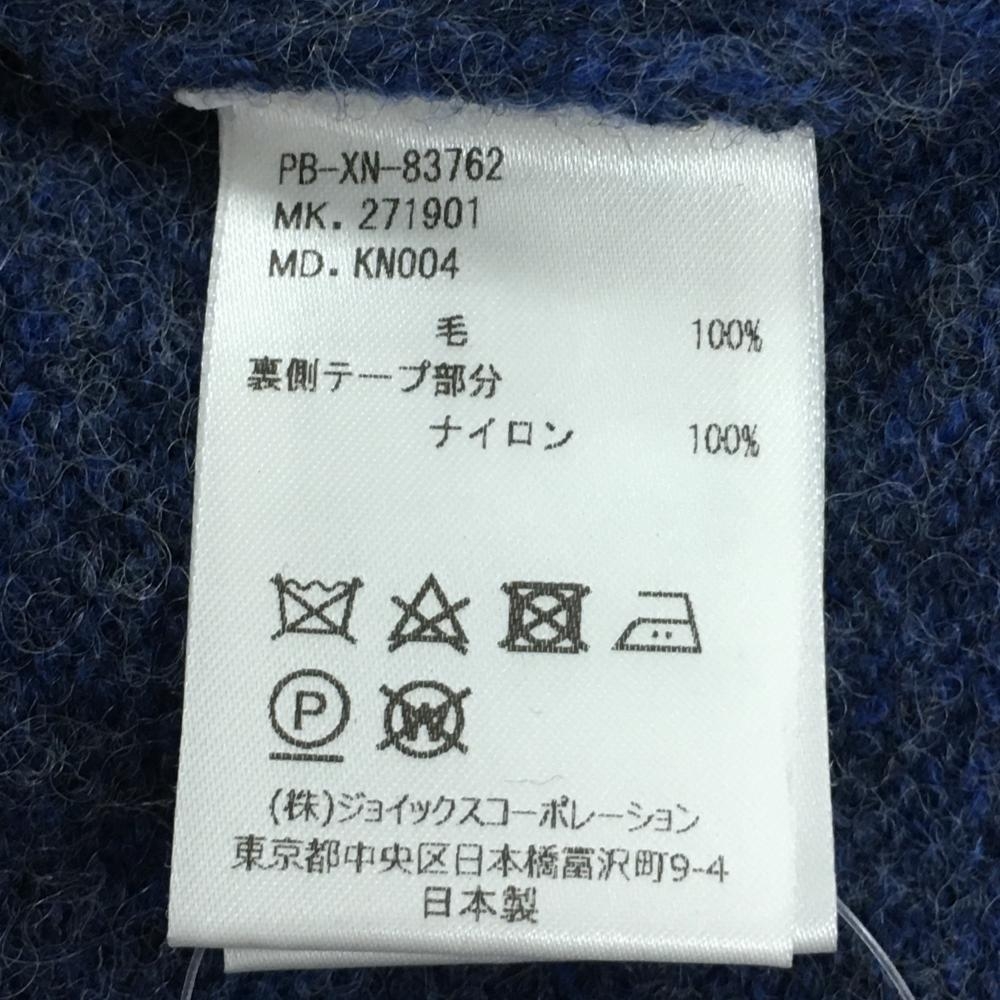 PB-XN-83762
MK. 271901
MD. KN004
毛 100%
裏側テープ部分
ナイロン 100%
P W
(株)ジョイックスコーポレーション
東京都中央区日本橋富沢町9-4
日本製